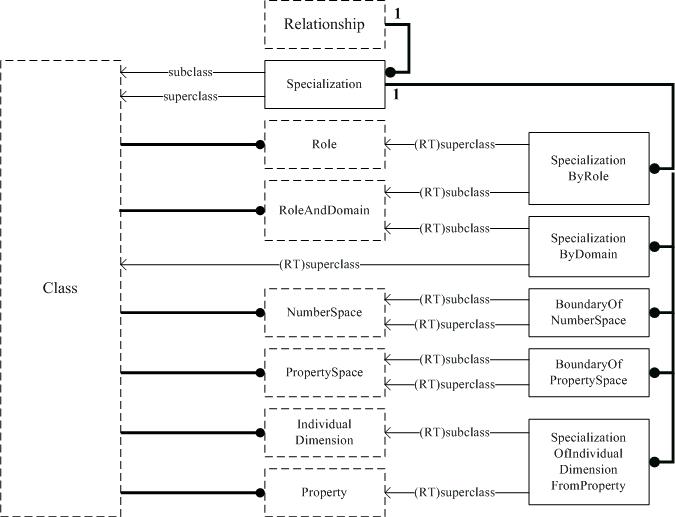 Relationship
1
subclass
superclass
Specialization
1
Role
(RT)superclass
Specialization
ByRole
RoleAndDomain
(RT)subclass
(RT)subclass
Specialization
ByDomain
(RT)superclass
Class
NumberSpace
(RT)subclass
(RT)superclass
BoundaryOf
NumberSpace
PropertySpace
(RT)subclass
(RT)superclass
BoundaryOf
PropertySpace
Individual
Dimension
(RT)subclass
Specialization
OfIndividual
Dimension
FromProperty
Property
(RT)superclass